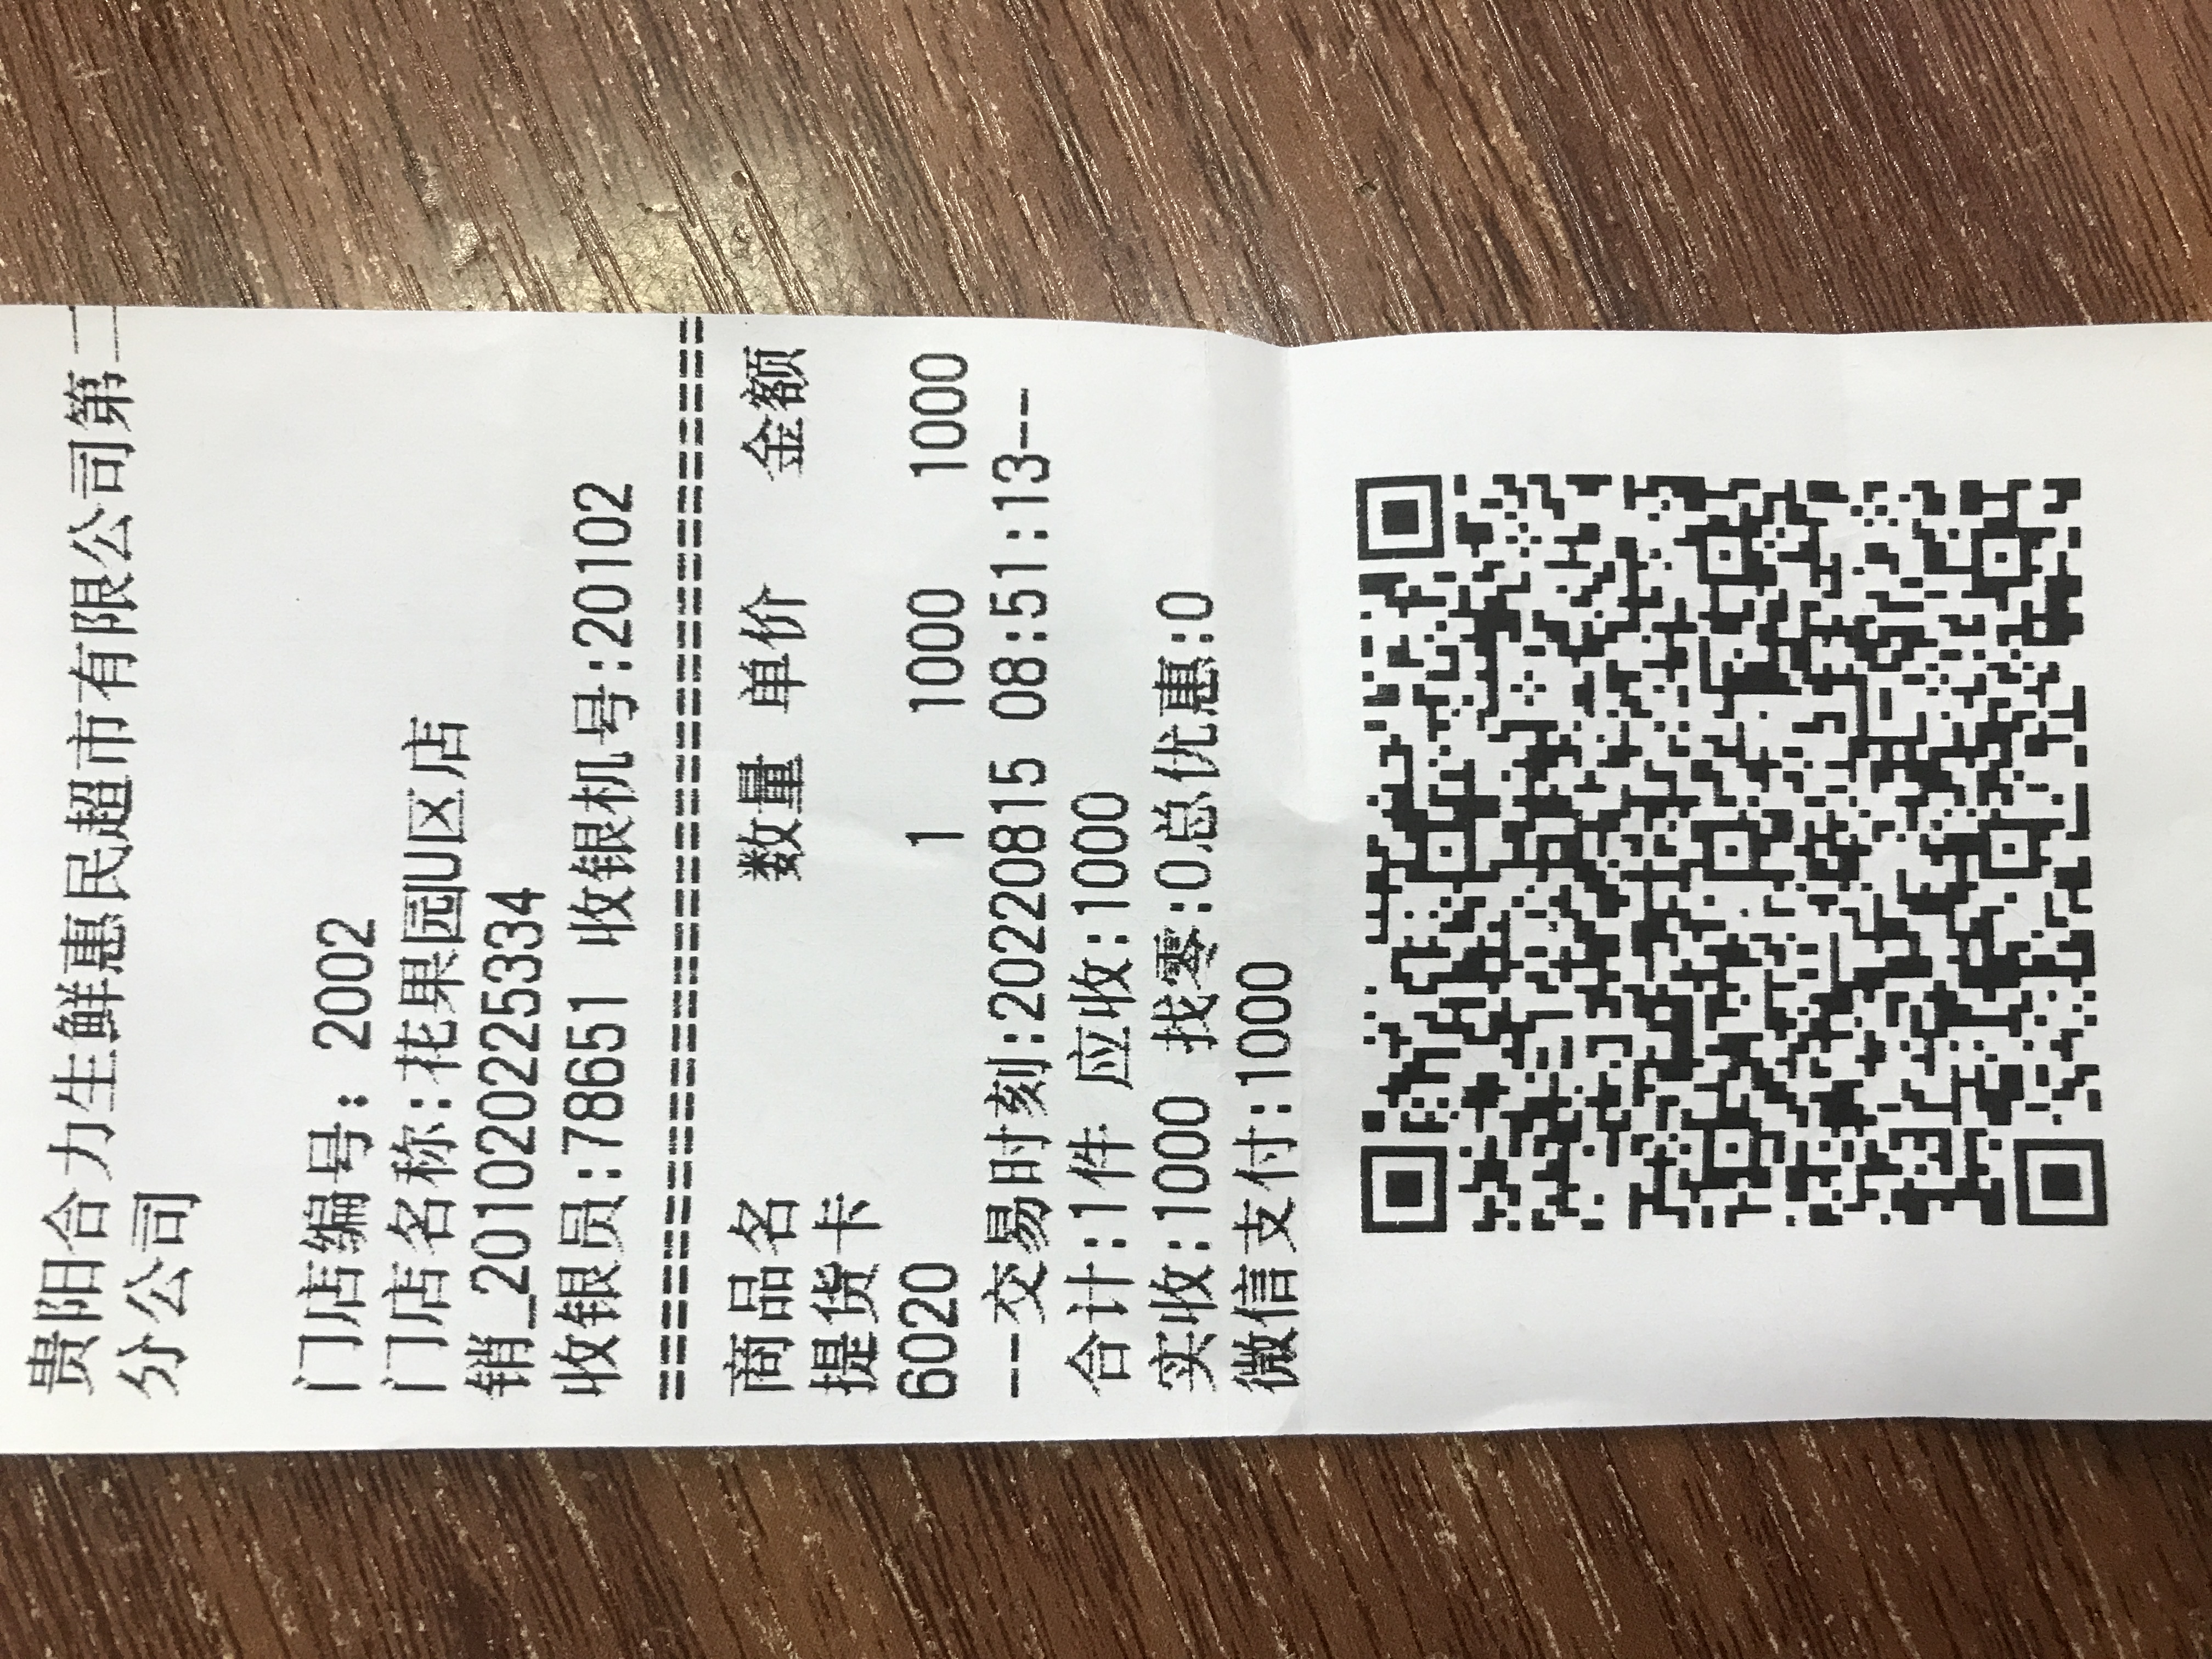 贵阳合力生鲜惠民超市有限公司第二
分公司
门店编号: 2002
门店名称:花果园U区店
销_2010202225334
收银员:78651 收银机号:20102
==========================================
商品名 数量 单价 金额
提货卡
6020 1 1000 1000
--交易时刻:20220815 08:51:13--
合计:1件 应收:1000
实收:1000 找零:0总优惠:0
微信支付:1000